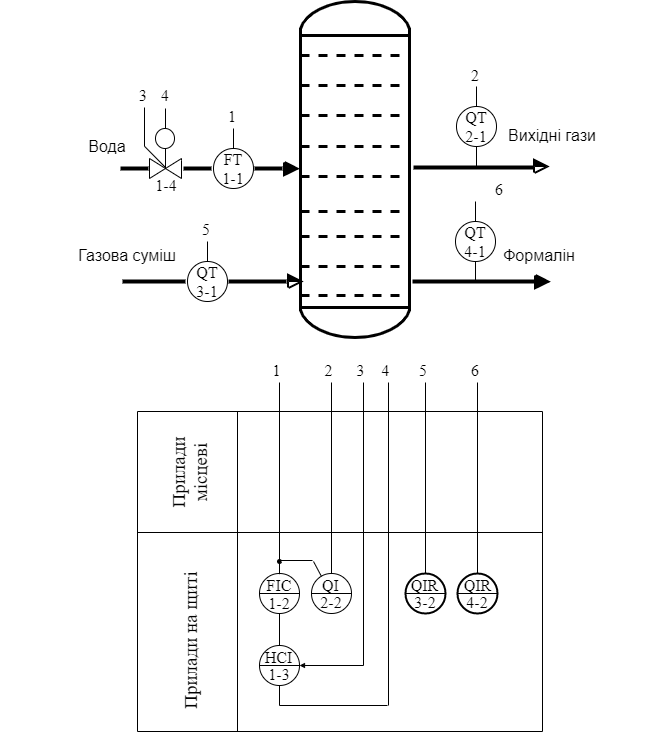 2
3 4
1
QT
2-1
Вода
Вихідні гази
FT
1-1
1-4
6
5
QT
4-1
Газова суміш
Формалін
QT
3-1
1 2 3 4 5 6
Прилади
місцеві
Прилади на щиті
FIC
1-2
QI
2-2
QIR
3-2
QIR
4-2
HCI
1-3